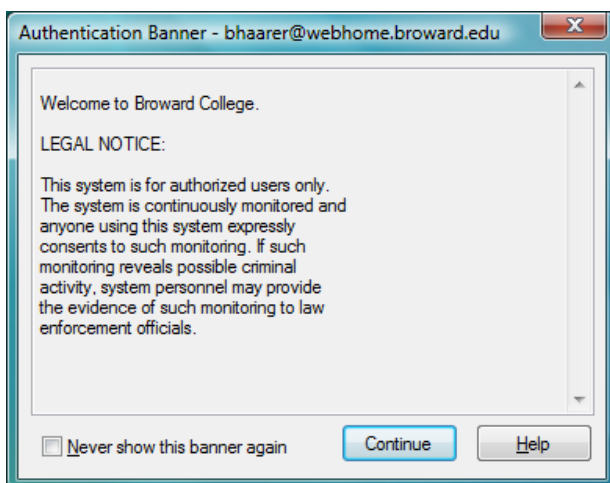 Authentication Banner - bhaarer@webhome.broward.edu
Welcome to Broward College.
LEGAL NOTICE:
This system is for authorized users only.
The system is continuously monitored and
anyone using this system expressly
consents to such monitoring. If such
monitoring reveals possible criminal
activity, system personnel may provide
the evidence of such monitoring to law
enforcement officials.
Never show this banner again
Continue
Help